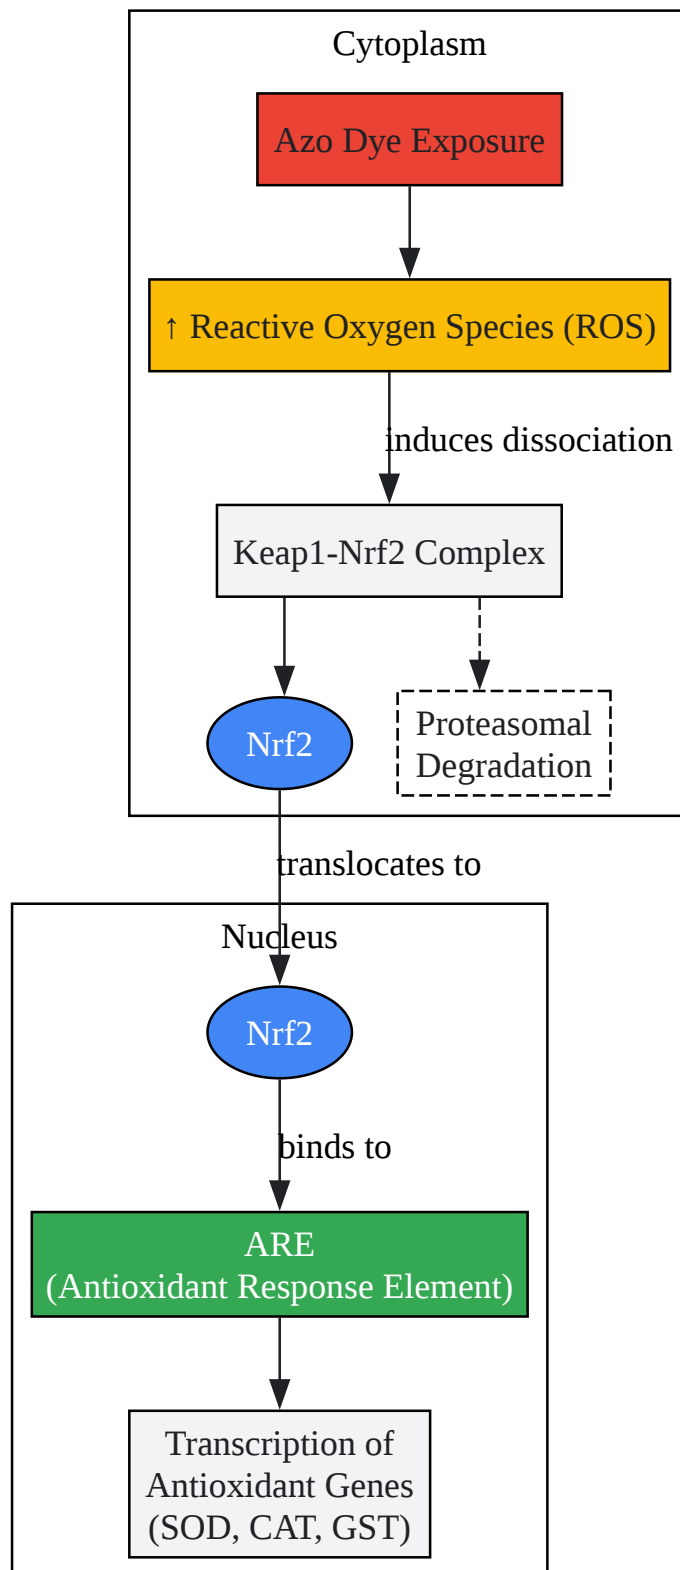 Cytoplasm
Azo Dye Exposure
↑ Reactive Oxygen Species (ROS)
induces dissociation
Keap1-Nrf2 Complex
Nrf2
Proteasomal
Degradation
translocates to
Nucleus
Nrf2
binds to
ARE
(Antioxidant Response Element)
Transcription of
Antioxidant Genes
(SOD, CAT, GST)